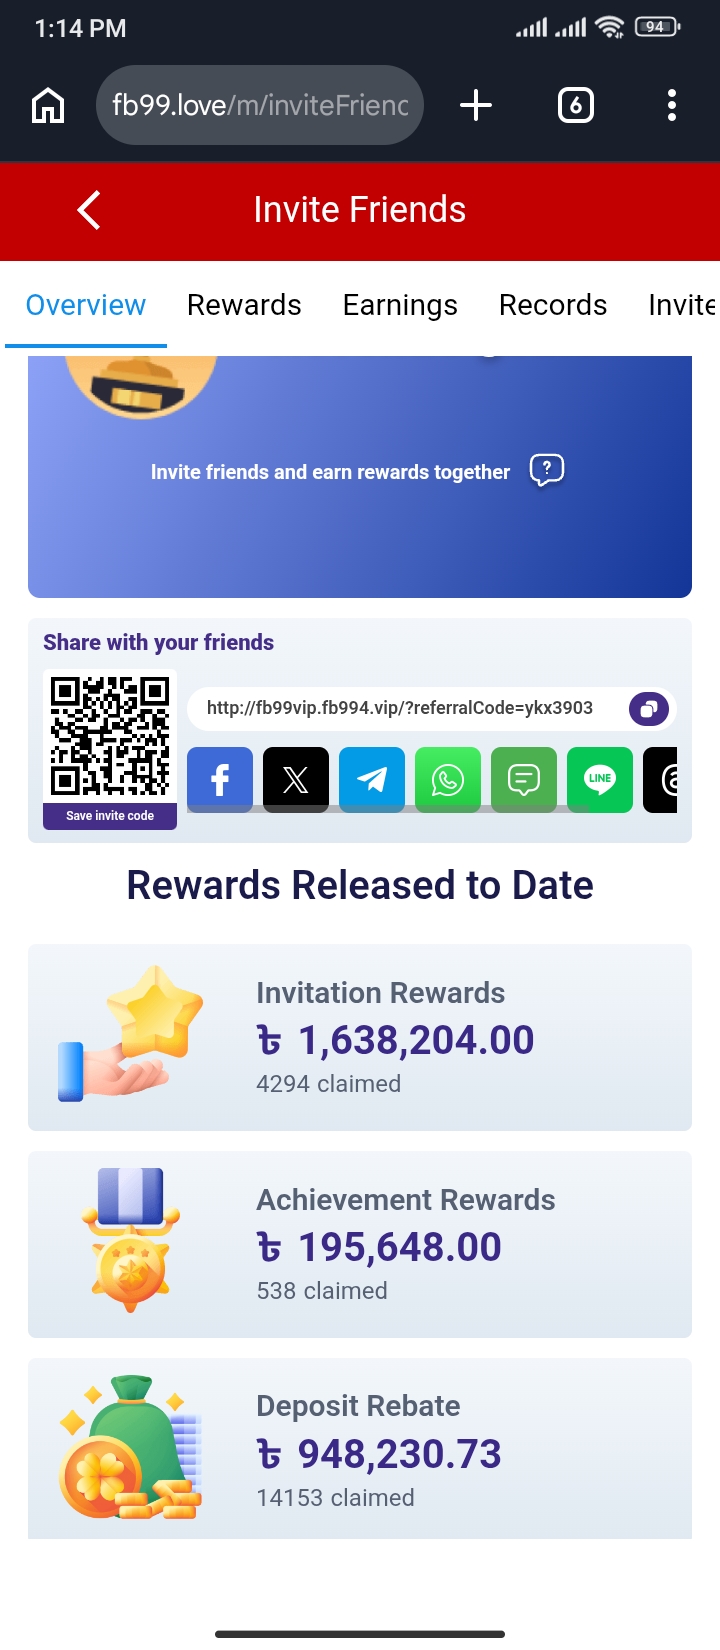 1:14 PM
94
fb99.love/m/inviteFrienc
6
Invite Friends
Overview Rewards Earnings Records Invite
Invite friends and earn rewards together
?
Share with your friends
http://fb99vip.fb994.vip/?referralCode=ykx3903
LINE
Save invite code
Rewards Released to Date
Invitation Rewards
৳ 1,638,204.00
4294 claimed
Achievement Rewards
৳ 195,648.00
538 claimed
Deposit Rebate
৳ 948,230.73
14153 claimed